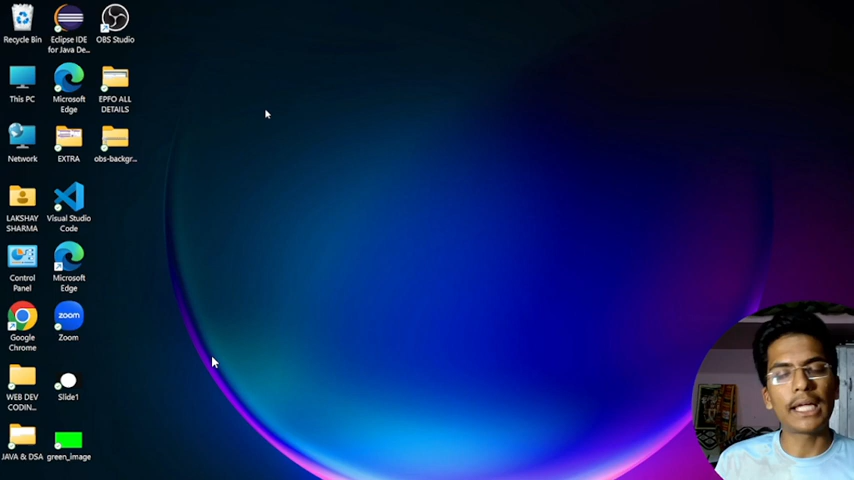 Recycle Bin
Eclipse IDE
for Java De...
OBS Studio
This PC
Microsoft
Edge
EPFO ALL
DETAILS
Network
EXTRA
obs-backgr...
LAKSHAY
SHARMA
Visual Studio
Code
Control
Panel
Microsoft
Edge
Google
Chrome
zoom
Zoom
WEB DEV
CODIN...
Slide1
JAVA & DSA
green_image